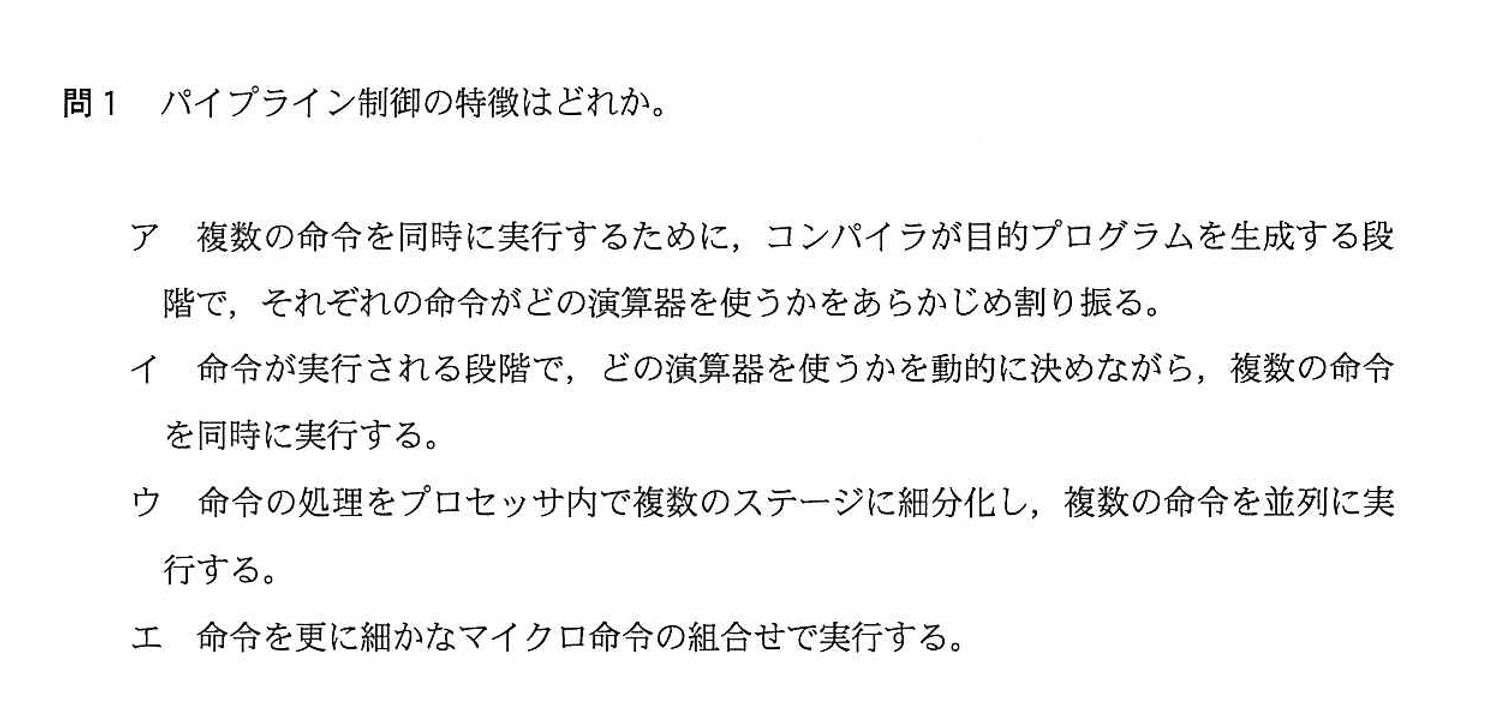 問1　パイプライン制御の特徴はどれか。
ア　複数の命令を同時に実行するために，コンパイラが目的プログラムを生成する段
階で，それぞれの命令がどの演算器を使うかをあらかじめ割り振る。
イ　命令が実行される段階で，どの演算器を使うかを動的に決めながら，複数の命令
を同時に実行する。
ウ　命令の処理をプロセッサ内で複数のステージに細分化し，複数の命令を並列に実
行する。
エ　命令を更に細かなマイクロ命令の組合せで実行する。